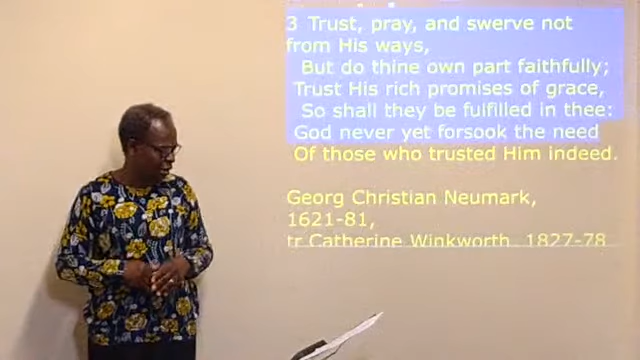 3 Trust, pray, and swerve not
from His ways,
But do thine own part faithfully;
Trust His rich promises of grace,
So shall they be fulfilled in thee:
God never yet forsook the need
Of those who trusted Him indeed.
Georg Christian Neumark,
1621-81,
tr Catherine Winkworth, 1827-78